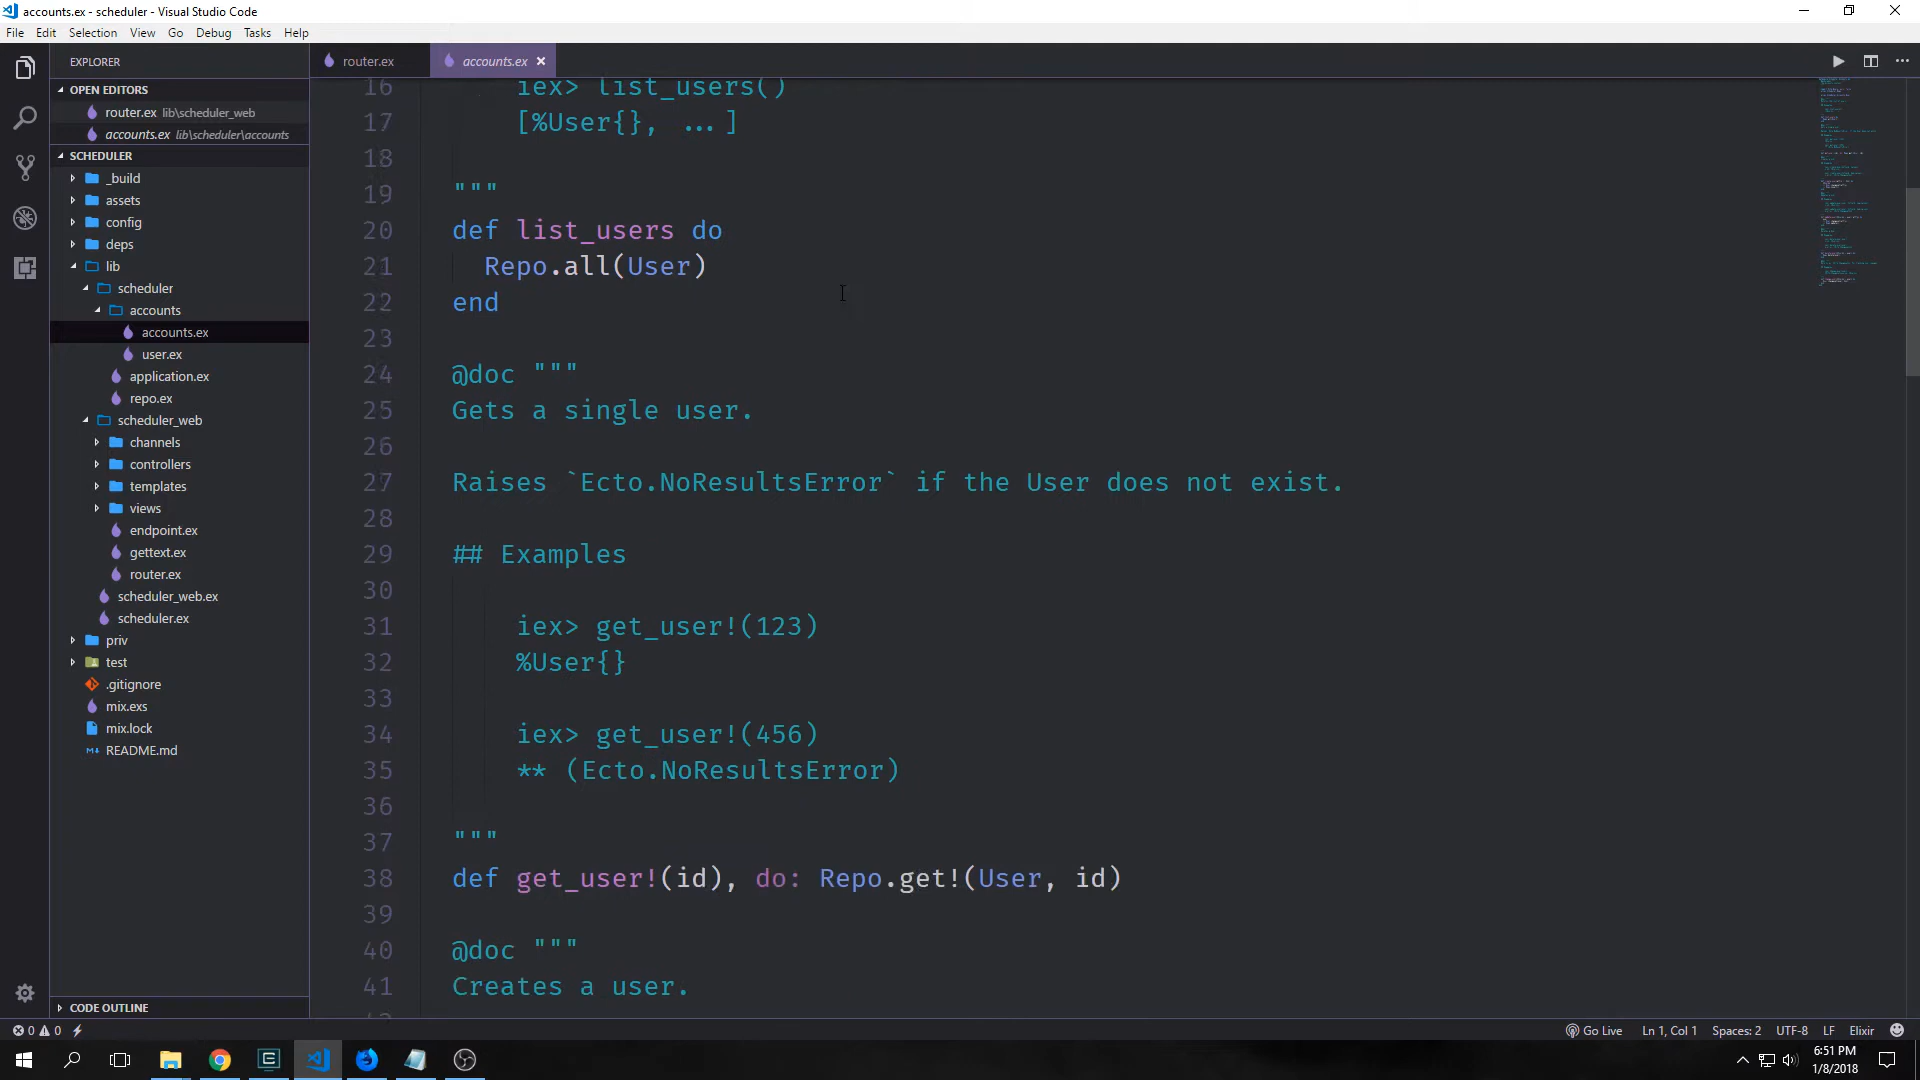 accounts.ex - scheduler - Visual Studio Code
File Edit Selection View Go Debug Tasks Help
EXPLORER
OPEN EDITORS
router.ex lib\scheduler_web
accounts.ex lib\scheduler\accounts
SCHEDULER
_build
assets
config
deps
lib
scheduler
accounts
accounts.ex
user.ex
application.ex
repo.ex
scheduler_web
channels
controllers
templates
views
endpoint.ex
gettext.ex
router.ex
scheduler_web.ex
scheduler.ex
priv
test
.gitignore
mix.exs
mix.lock
README.md
CODE OUTLINE
router.ex accounts.ex
16 iex> list_users()
17 [%User{}, ...]
18
19 """
20 def list_users do
21 Repo.all(User)
22 end
23
24 @doc """
25 Gets a single user.
26
27 Raises `Ecto.NoResultsError` if the User does not exist.
28
29 ## Examples
30
31 iex> get_user!(123)
32 %User{}
33
34 iex> get_user!(456)
35 ** (Ecto.NoResultsError)
36
37 """
38 def get_user!(id), do: Repo.get!(User, id)
39
40 @doc """
41 Creates a user.
0 0 Go Live Ln 1, Col 1 Spaces: 2 UTF-8 LF Elixir
6:51 PM
1/8/2018